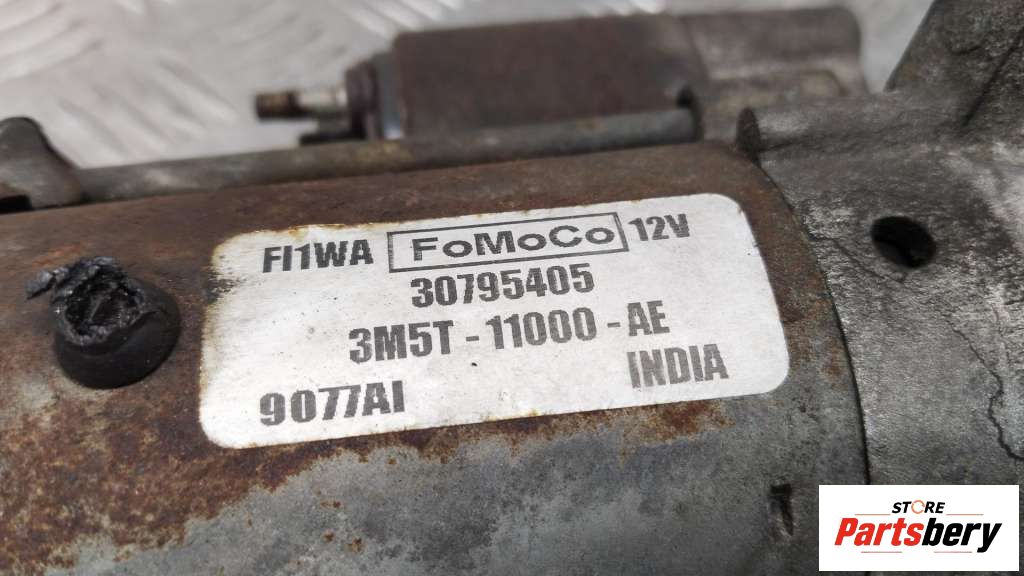 FI1WA FoMoCo 12V
30795405
3M5T - 11000 - AE
9077AI INDIA
STORE
Partsbery